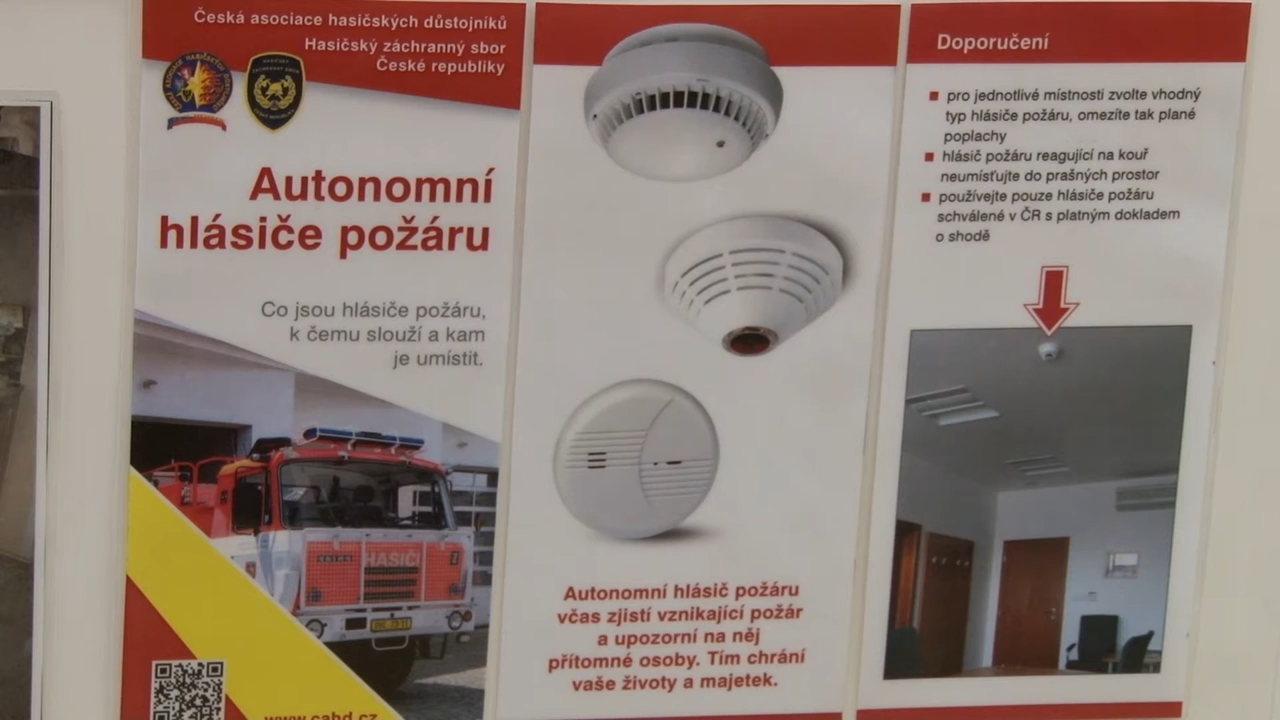 Česká asociace hasičských důstojníků
Hasičský záchranný sbor
České republiky
Autonomní
hlásiče požáru
Co jsou hlásiče požáru,
k čemu slouží a kam
je umístit.
HASIČI
www.cahd.cz
Autonomní hlásič požáru
včas zjistí vznikající požár
a upozorní na něj
přítomné osoby. Tím chrání
vaše životy a majetek.
Doporučení
pro jednotlivé místnosti zvolte vhodný
typ hlásiče požáru, omezíte tak plané
poplachy
hlásič požáru reagující na kouř
neumísťujte do prašných prostor
používejte pouze hlásiče požáru
schválené v ČR s platným dokladem
o shodě